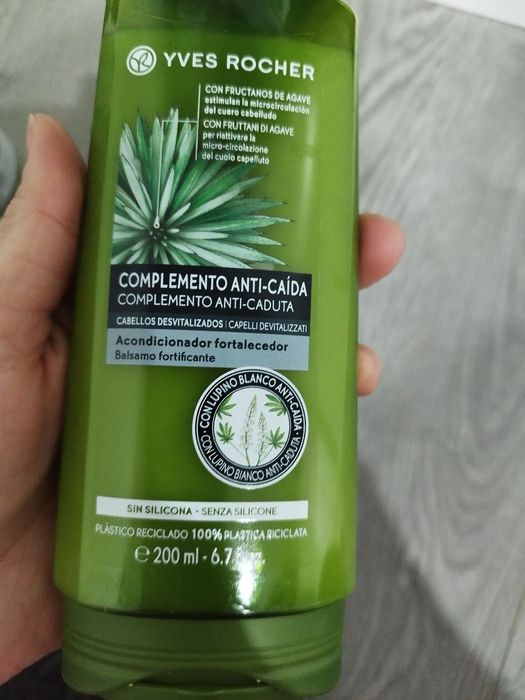 YVES ROCHER
CON FRUCTANOS DE AGAVE
estimulan la microcirculación
del cuero cabelludo
CON FRUTTANI DI AGAVE
per riattivare la
micro-circolazione
del cuoio capelluto
COMPLEMENTO ANTI-CAÍDA
COMPLEMENTO ANTI-CADUTA
CABELLOS DESVITALIZADOS | CAPELLI DEVITALIZZATI
Acondicionador fortalecedor
Balsamo fortificante
CON LUPINO BLANCO ANTI-CAÍDA
CON LUPINO BIANCO ANTI-CADUTA
SIN SILICONA • SENZA SILICONE
PLÁSTICO RECICLADO 100% PLASTICA RICICLATA
e 200 ml - 6.7